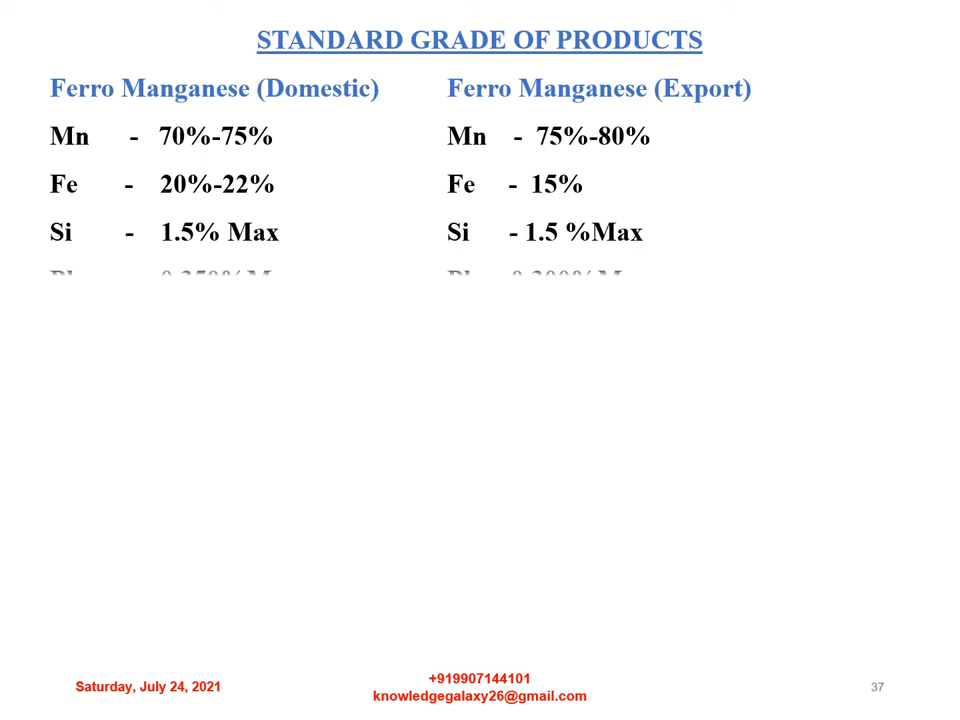 STANDARD GRADE OF PRODUCTS
Ferro Manganese (Domestic) Ferro Manganese (Export)
Mn - 70%-75% Mn - 75%-80%
Fe - 20%-22% Fe - 15%
Si - 1.5% Max Si - 1.5 %Max
Saturday, July 24, 2021
+919907144101
knowledgegalaxy26@gmail.com
37